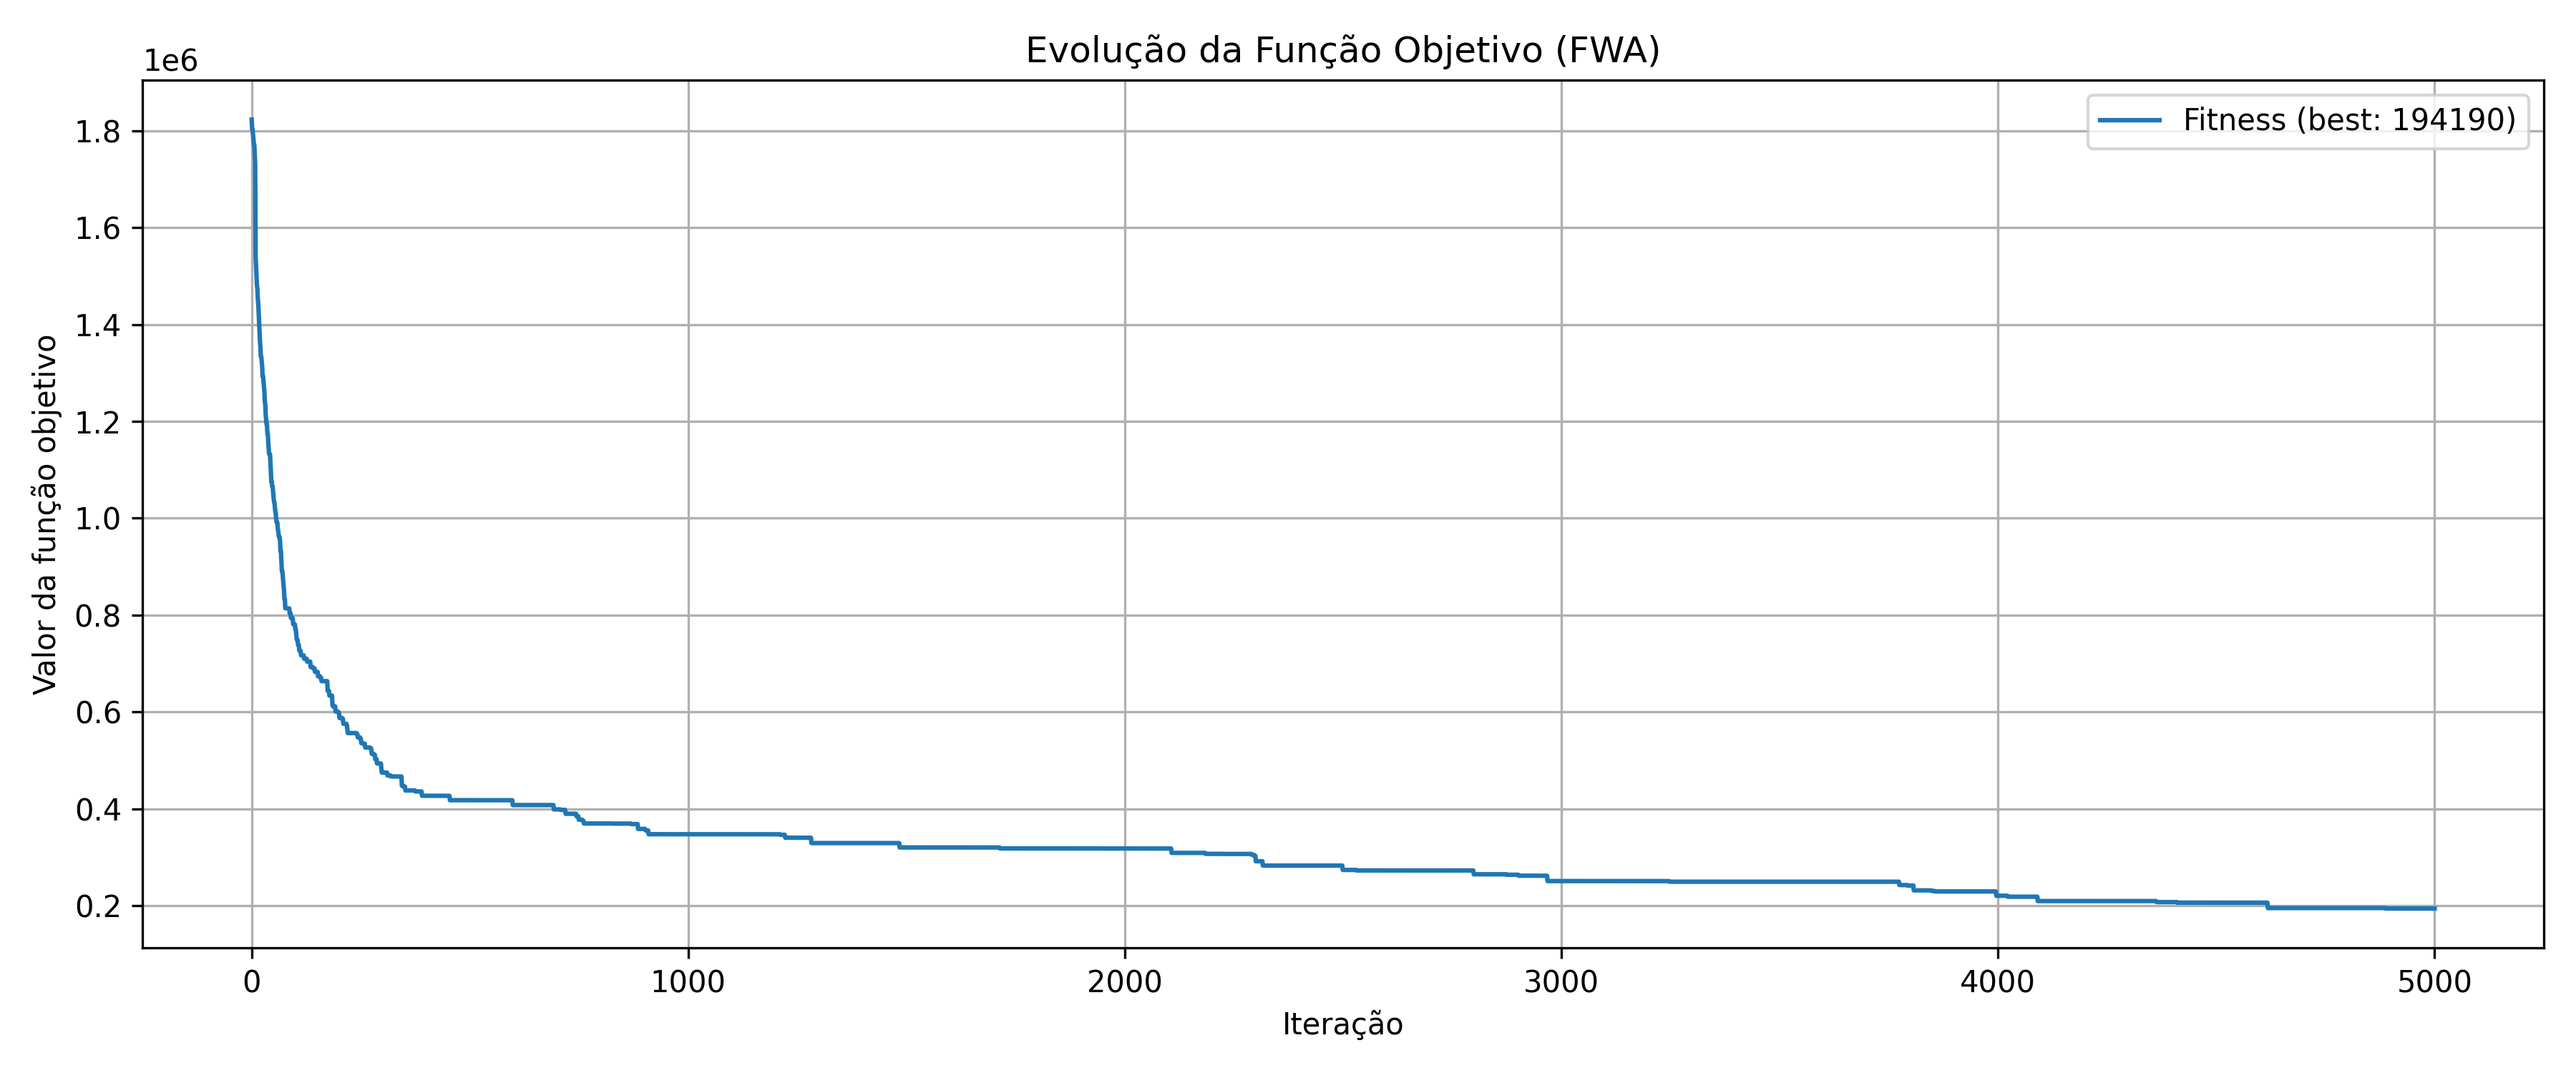 Evolução da Função Objetivo (FWA)
1e6
Fitness (best: 194190)
1.8
1.6
1.4
1.2
1.0
0.8
0.6
0.4
0.2
Valor da função objetivo
0 1000 2000 3000 4000 5000
Iteração